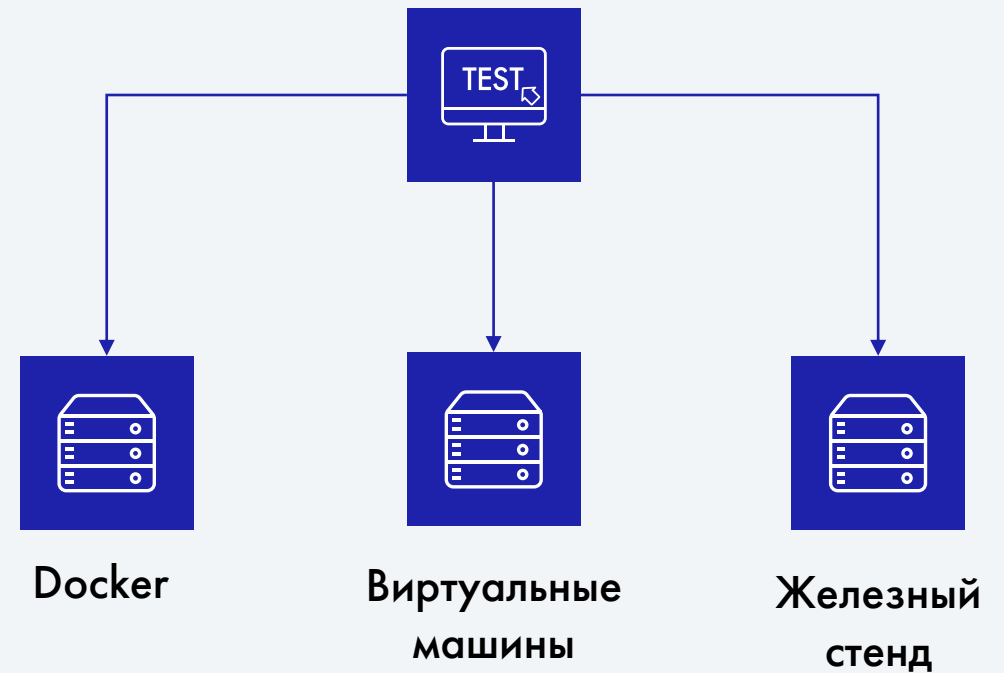 TEST
Docker
Виртуальные
машины
Железный
стенд